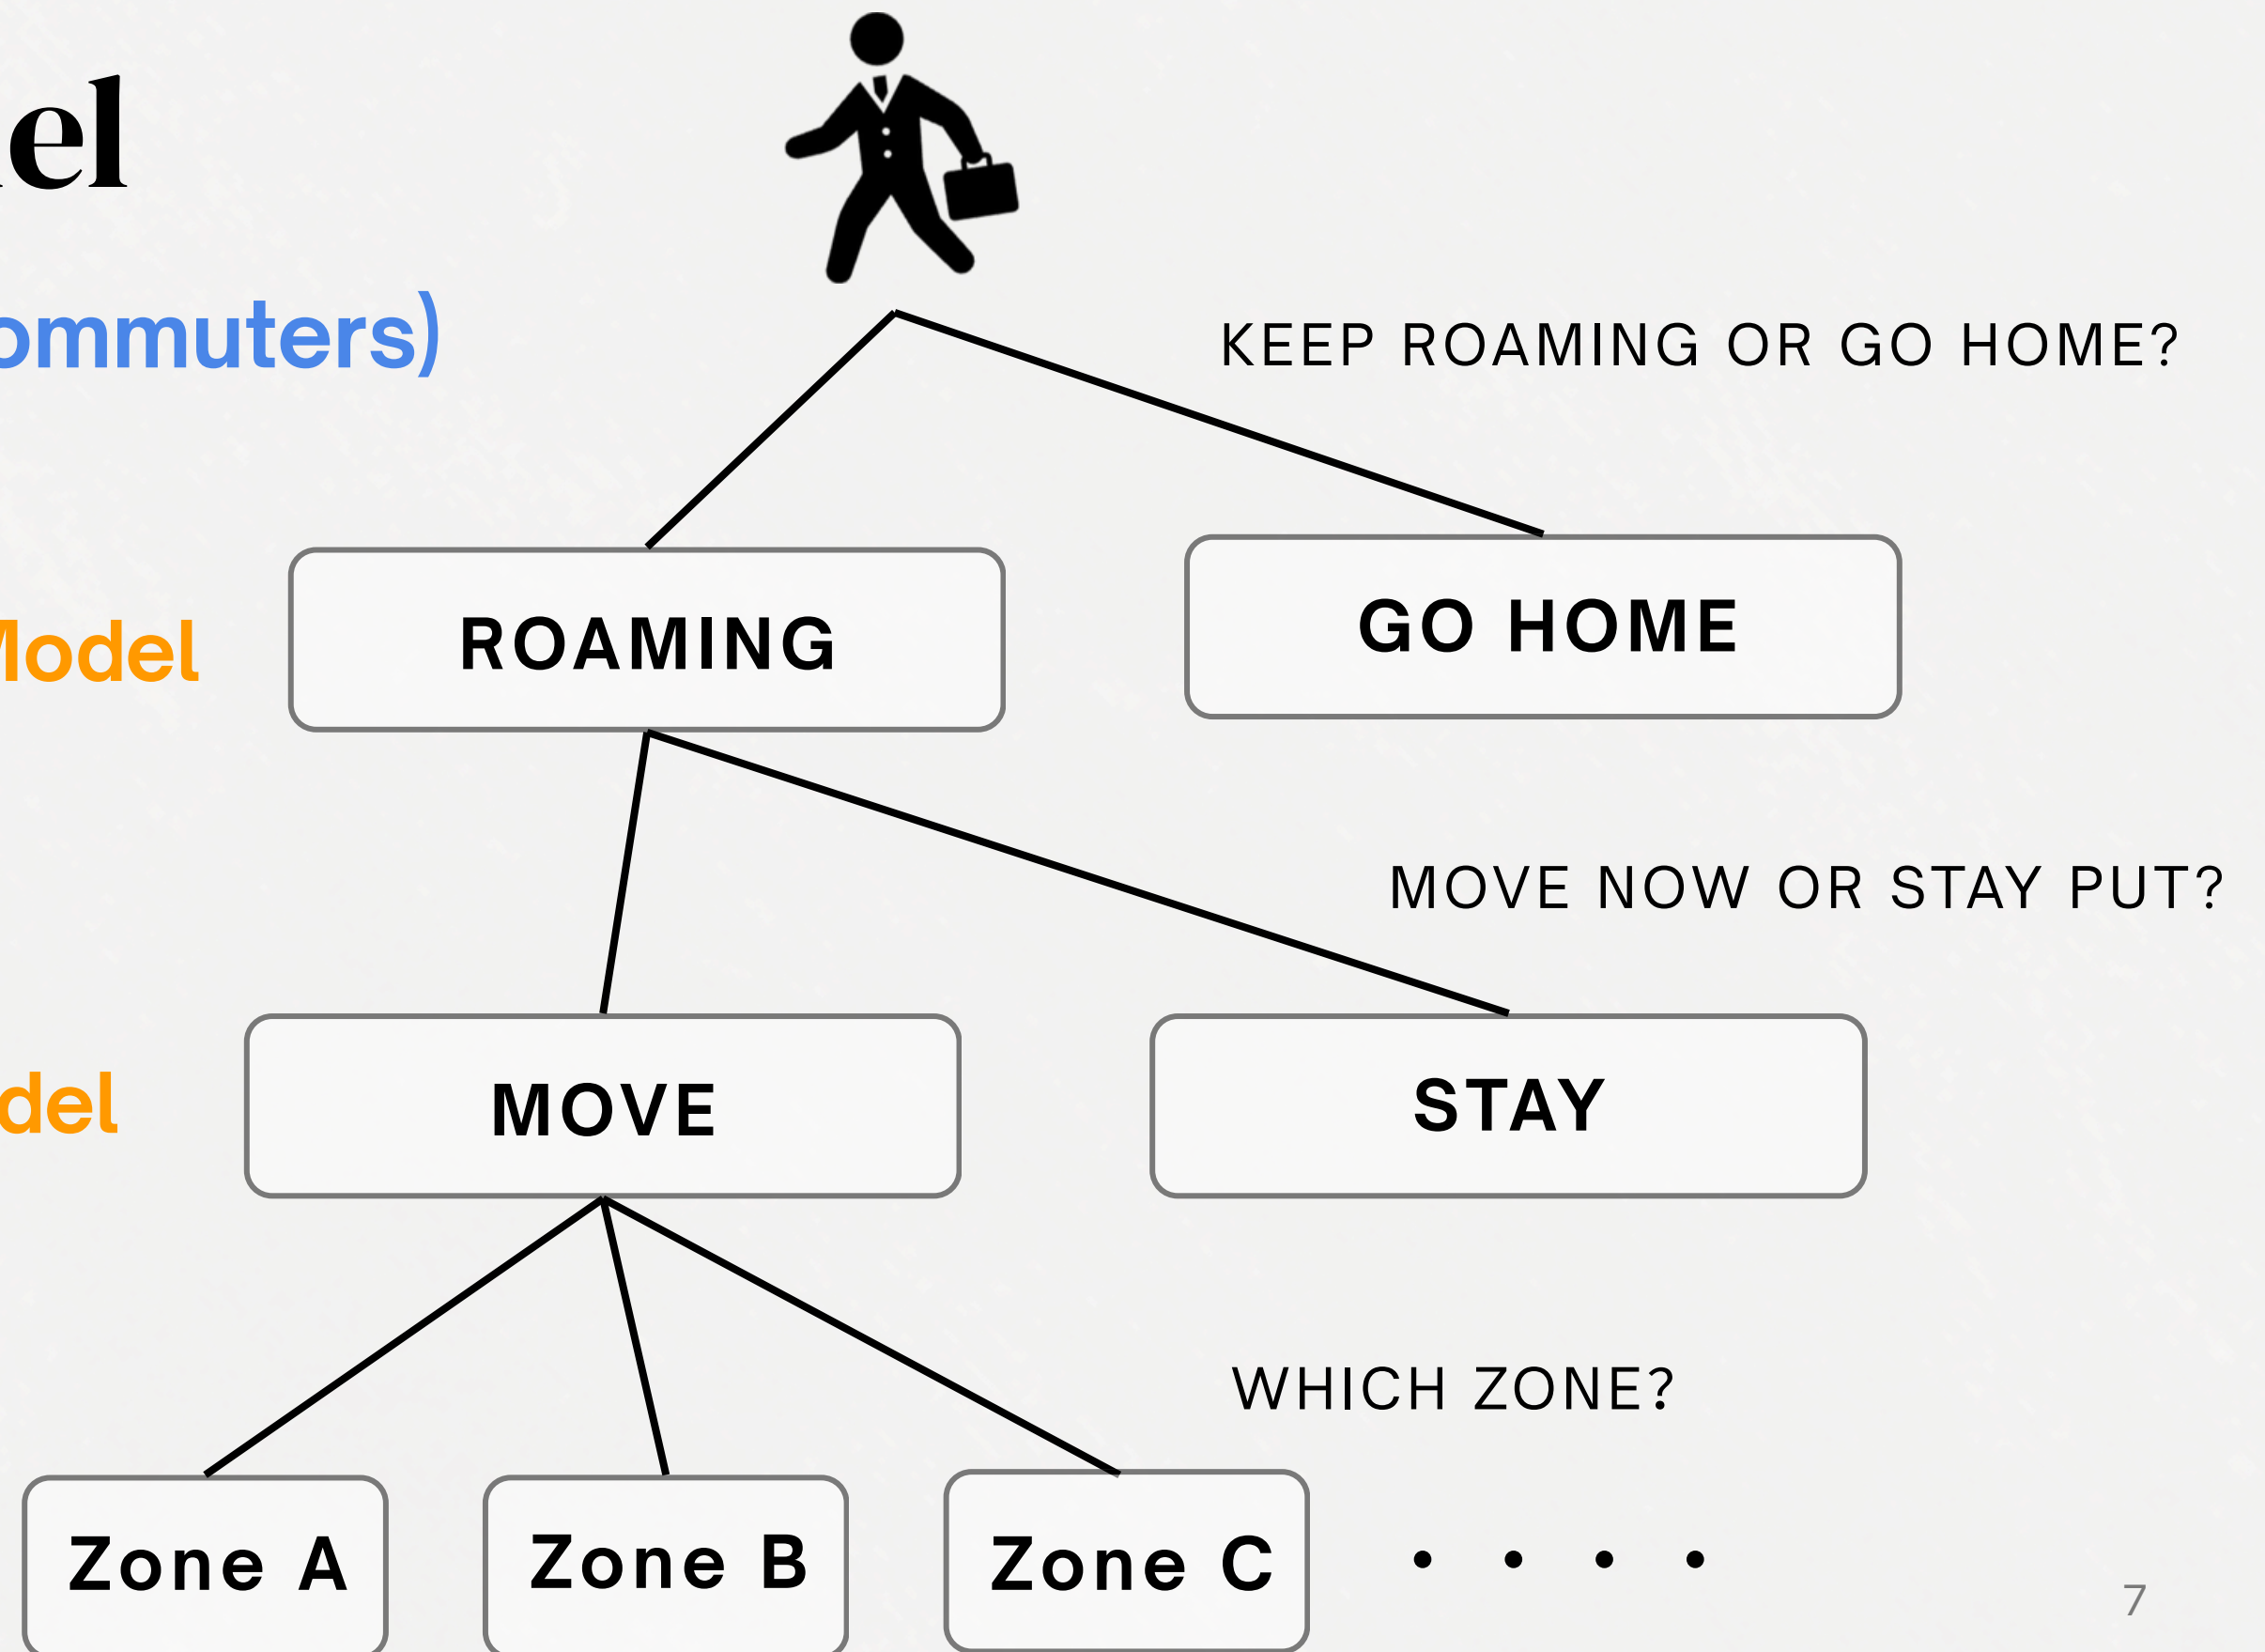 el
ommuters)
KEEP ROAMING OR GO HOME?
Model
ROAMING
GO HOME
MOVE NOW OR STAY PUT?
del
MOVE
STAY
WHICH ZONE?
Zone A
Zone B
Zone C
• • • •
7